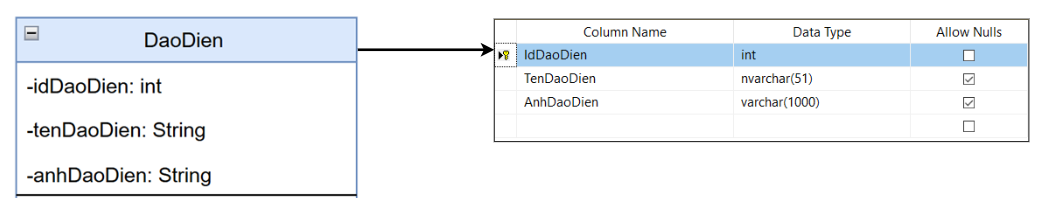 DaoDien
-idDaoDien: int
-tenDaoDien: String
-anhDaoDien: String
Column Name Data Type Allow Nulls
IdDaoDien int
TenDaoDien nvarchar(51)
AnhDaoDien varchar(1000)